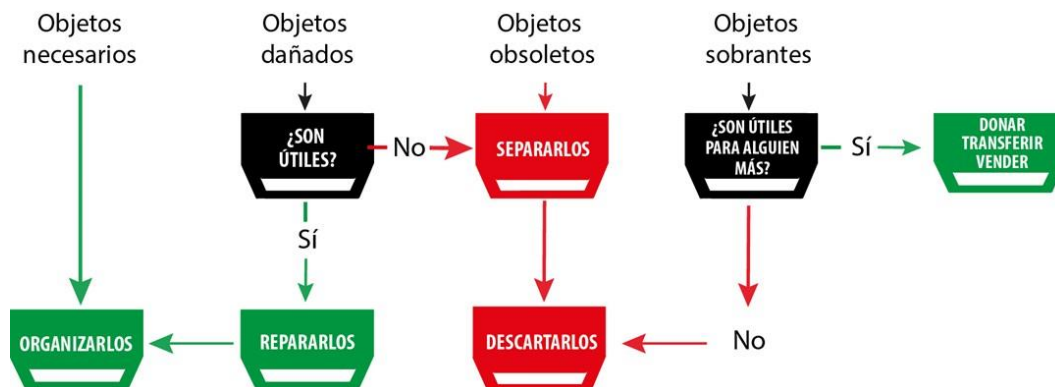 Objetos
necesarios
Objetos
dañados
Objetos
obsoletos
Objetos
sobrantes
¿SON
ÚTILES?
No
SEPARARLOS
¿SON ÚTILES
PARA ALGUIEN
MÁS?
Sí
DONAR
TRANSFERIR
VENDER
Sí
ORGANIZARLOS
REPARARLOS
DESCARTARLOS
No